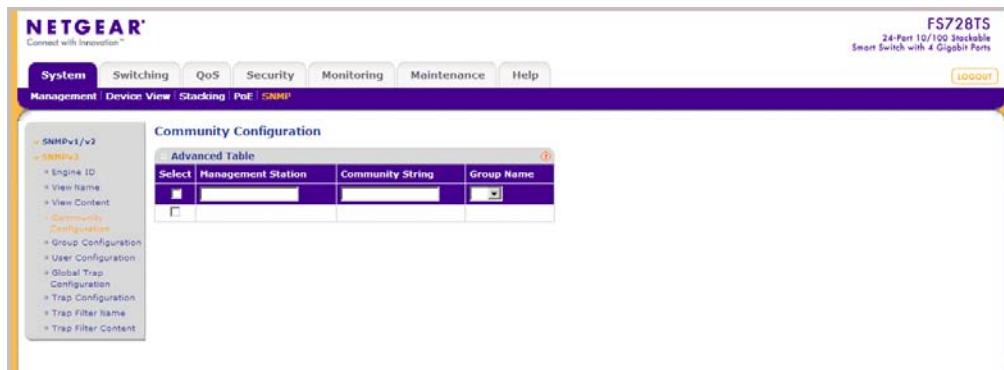 NETGEAR
Connect with Innovation™
FS728TS
24-Port 10/100 Stackable
Smart Switch with 4 Gigabit Ports
System Switching QoS Security Monitoring Maintenance Help
LOGOUT
Management Device View Stacking PoE SNMP
SNMPv1/v2
SNMPv3
Engine ID
View Name
View Content
Community
Configuration
Group Configuration
User Configuration
Global Trap
Configuration
Trap Configuration
Trap Filter Name
Trap Filter Content
Community Configuration
Advanced Table
Select Management Station Community String Group Name